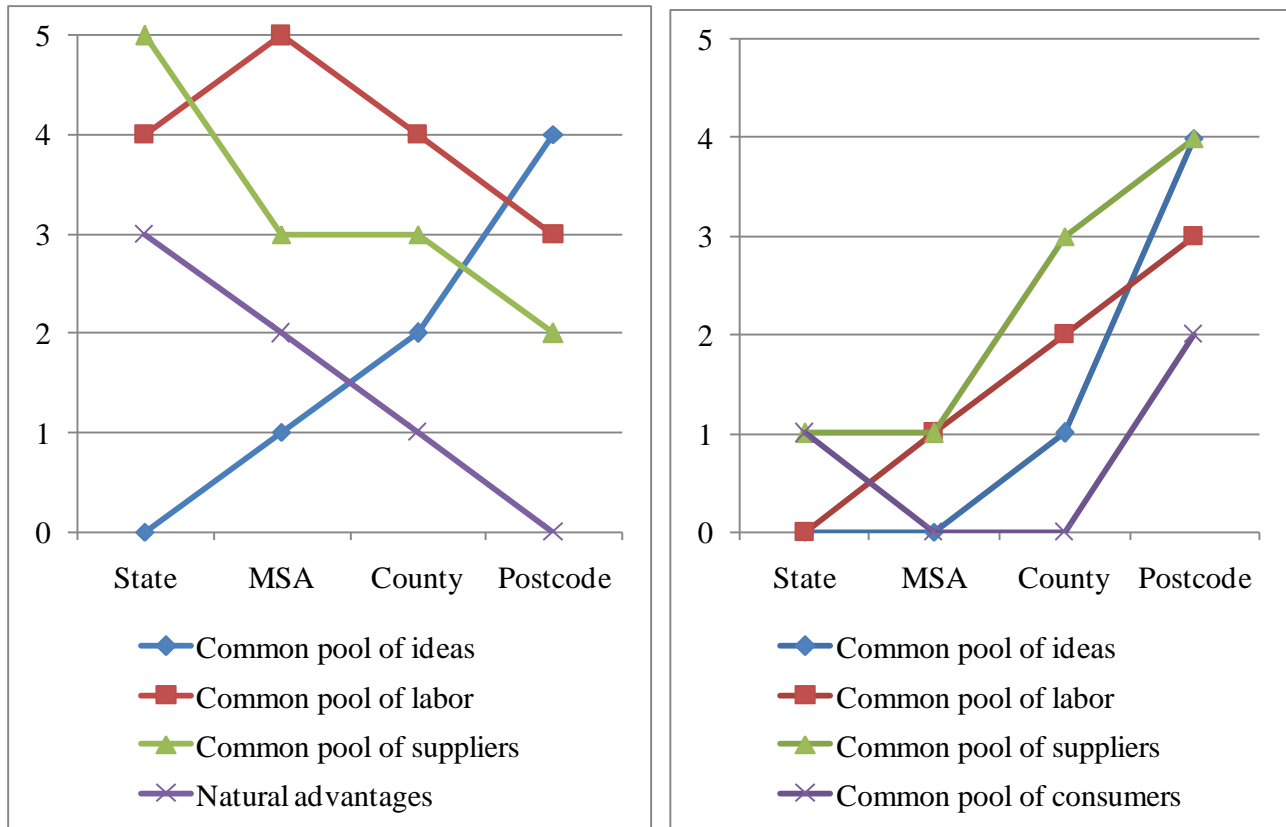 5
4
3
2
1
0
State MSA County Postcode
Common pool of ideas
Common pool of labor
Common pool of suppliers
Natural advantages
5
4
3
2
1
0
State MSA County Postcode
Common pool of ideas
Common pool of labor
Common pool of suppliers
Common pool of consumers